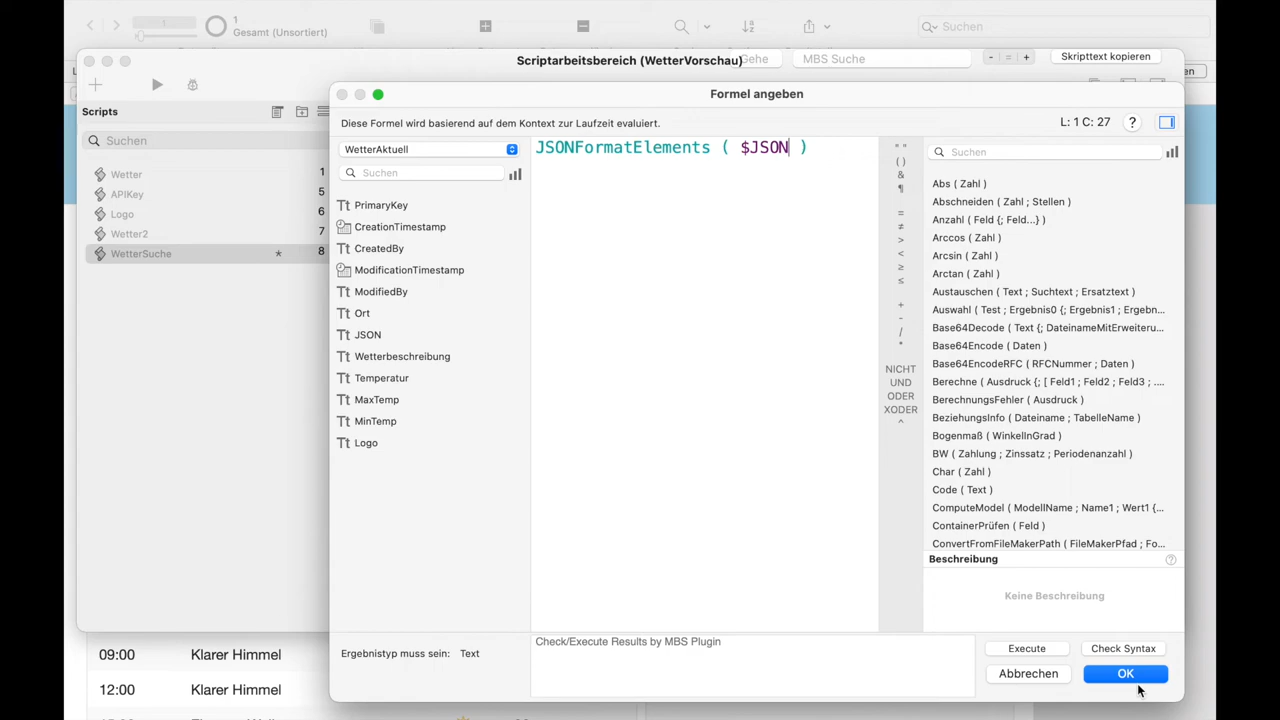 1
Gesamt (Unsortiert)
Suchen
Scriptarbeitsbereich (WetterVorschau)
Gehe
MBS Suche
- = +
Skripttext kopieren
en
Scripts
Suchen
Wetter 1
APIKey 5
Logo 6
Wetter2 7
WetterSuche * 8
Formel angeben
Diese Formel wird basierend auf dem Kontext zur Laufzeit evaluiert.
L: 1 C: 27
?
WetterAktuell
Suchen
PrimaryKey
CreationTimestamp
CreatedBy
ModificationTimestamp
ModifiedBy
Ort
JSON
Wetterbeschreibung
Temperatur
MaxTemp
MinTemp
Logo
JSONFormatElements ( $JSON )
" "
( )
&
¶
=
≠
>
<
≥
≤
+
-
/
*
NICHT
UND
ODER
XODER
^
Suchen
Abs ( Zahl )
Abschneiden ( Zahl ; Stellen )
Anzahl ( Feld {; Feld...} )
Arccos ( Zahl )
Arcsin ( Zahl )
Arctan ( Zahl )
Austauschen ( Text ; Suchtext ; Ersatztext )
Auswahl ( Test ; Ergebnis0 {; Ergebnis1 ; Ergebn...
Base64Decode ( Text {; DateinameMitErweiteru...
Base64Encode ( Daten )
Base64EncodeRFC ( RFCNummer ; Daten )
Berechne ( Ausdruck {; [ Feld1 ; Feld2 ; Feld3 ; ....
BerechnungsFehler ( Ausdruck )
BeziehungsInfo ( Dateiname ; TabelleName )
Bogenmaß ( WinkelInGrad )
BW ( Zahlung ; Zinssatz ; Periodenanzahl )
Char ( Zahl )
Code ( Text )
ComputeModel ( ModellName ; Name1 ; Wert1 {...
ContainerPrüfen ( Feld )
ConvertFromFileMakerPath ( FileMakerPfad ; Fo...
Beschreibung
Keine Beschreibung
Ergebnistyp muss sein: Text
Check/Execute Results by MBS Plugin
Execute
Check Syntax
Abbrechen
OK
09:00 Klarer Himmel
12:00 Klarer Himmel